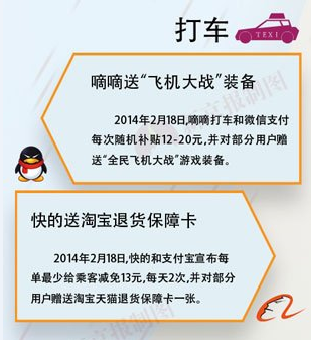 打车
TEXI
嘀嘀送“飞机大战”装备
2014年2月18日,嘀嘀打车和微信支付
每次随机补贴12-20元,并对部分用户赠
送“全民飞机大战”游戏装备。
快的送淘宝退货保障卡
2014年2月18日,快的和支付宝宣布每
单最少给乘客减免13元,每天2次,并对部分
用户赠送淘宝天猫退货保障卡一张。